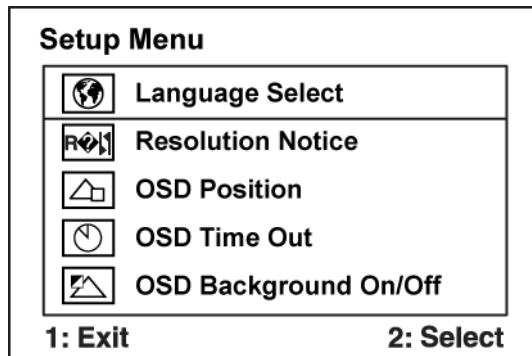 Setup Menu
Language Select
Resolution Notice
OSD Position
OSD Time Out
OSD Background On/Off
1: Exit 2: Select